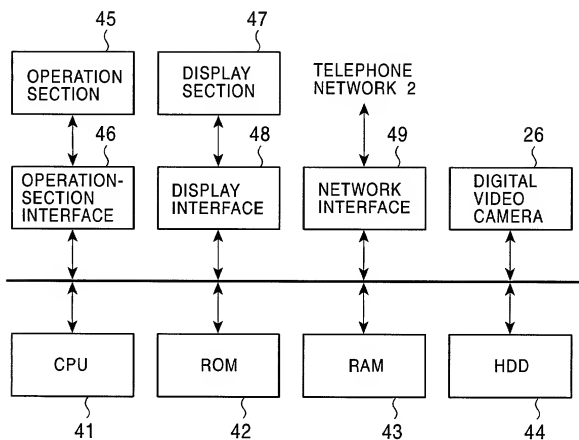 45
47
OPERATION
SECTION
DISPLAY
SECTION
TELEPHONE
NETWORK 2
46
48
49
26
OPERATION-
SECTION
INTERFACE
DISPLAY
INTERFACE
NETWORK
INTERFACE
DIGITAL
VIDEO
CAMERA
CPU
ROM
RAM
HDD
41
42
43
44